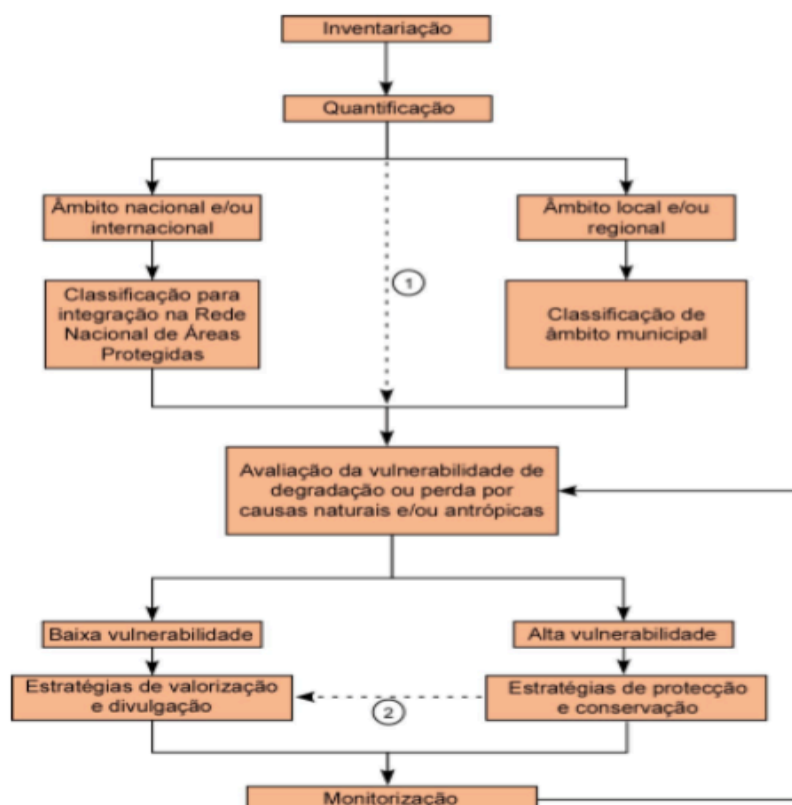 Inventariação
Quantificação
Âmbito nacional e/ou
internacional
Âmbito local e/ou
regional
Classificação para
integração na Rede
Nacional de Áreas
Protegidas
1
Classificação de
âmbito municipal
Avaliação da vulnerabilidade de
degradação ou perda por
causas naturais e/ou antrópicas
Baixa vulnerabilidade
Alta vulnerabilidade
Estratégias de valorização
e divulgação
2
Estratégias de protecção
e conservação
Monitorização